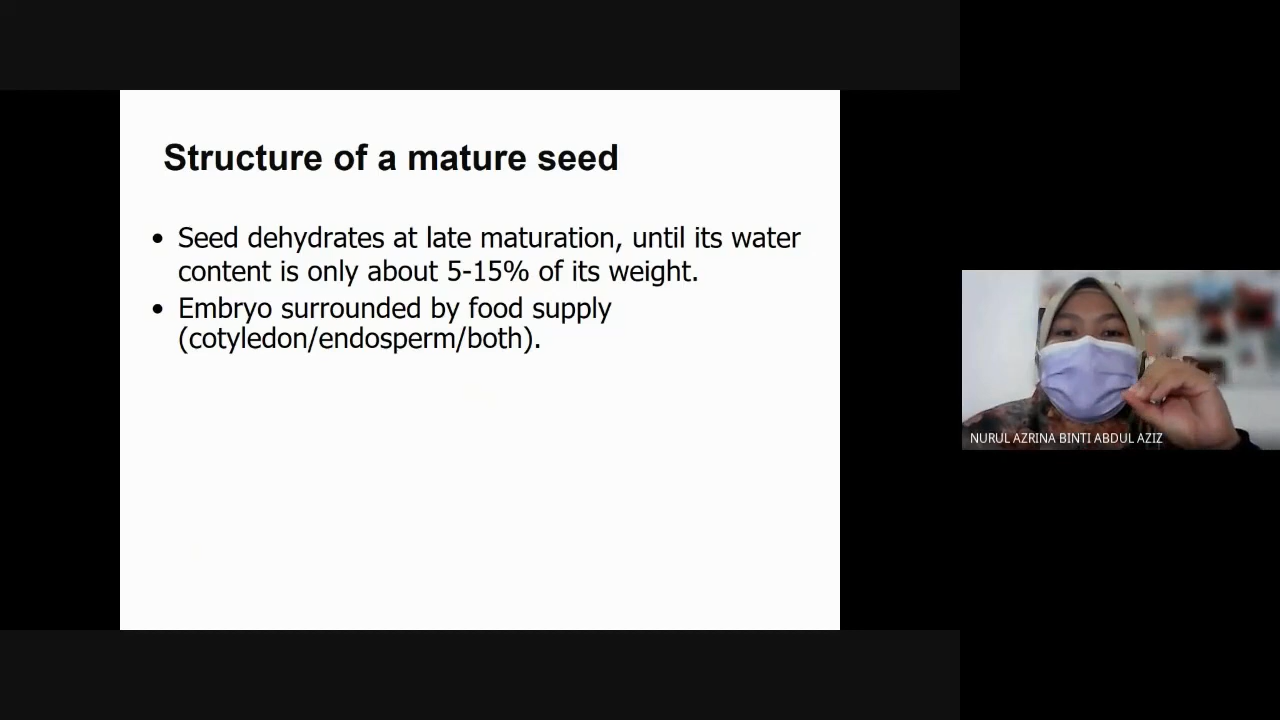 Structure of a mature seed
• Seed dehydrates at late maturation, until its water
content is only about 5-15% of its weight.
• Embryo surrounded by food supply
(cotyledon/endosperm/both).
NURUL AZRINA BINTI ABDUL AZIZ